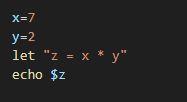 x=7
y=2
let "z = x * y"
echo $z